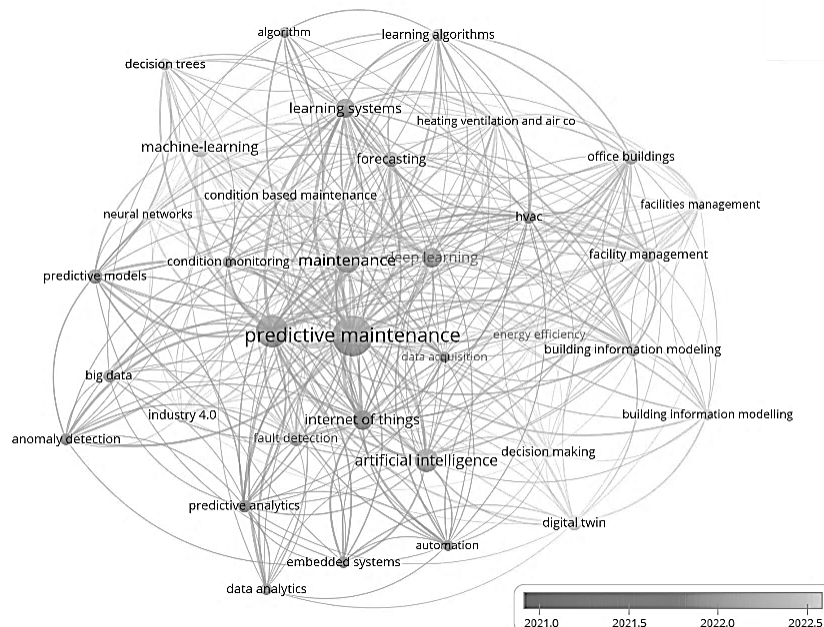 algorithm
learning algorithms
decision trees
learning systems
heating ventilation and air co
machine-learning
forecasting
office buildings
condition based maintenance
facilities management
neural networks
hvac
condition monitoring
maintenance
deep learning
facility management
predictive models
predictive maintenance
energy efficiency
data acquisition
building information modeling
big data
industry 4.0
internet of things
building information modelling
anomaly detection
fault detection
artificial intelligence
decision making
predictive analytics
digital twin
automation
embedded systems
data analytics
2021.0 2021.5 2022.0 2022.5